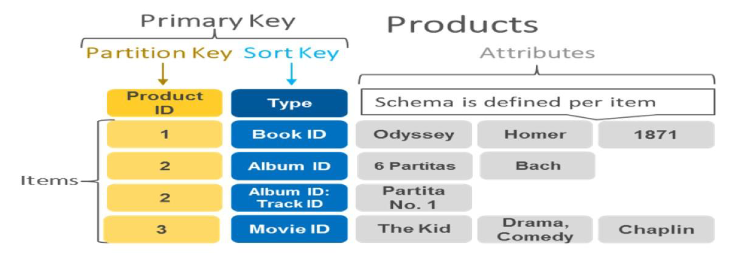 Primary Key
Products
Partition Key Sort Key
Attributes
Product
ID
Type
Schema is defined per item
1
Book ID
Odyssey
Homer
1871
2
Album ID
6 Partitas
Bach
Items
2
Album ID:
Track ID
Partita
No. 1
3
Movie ID
The Kid
Drama,
Comedy
Chaplin